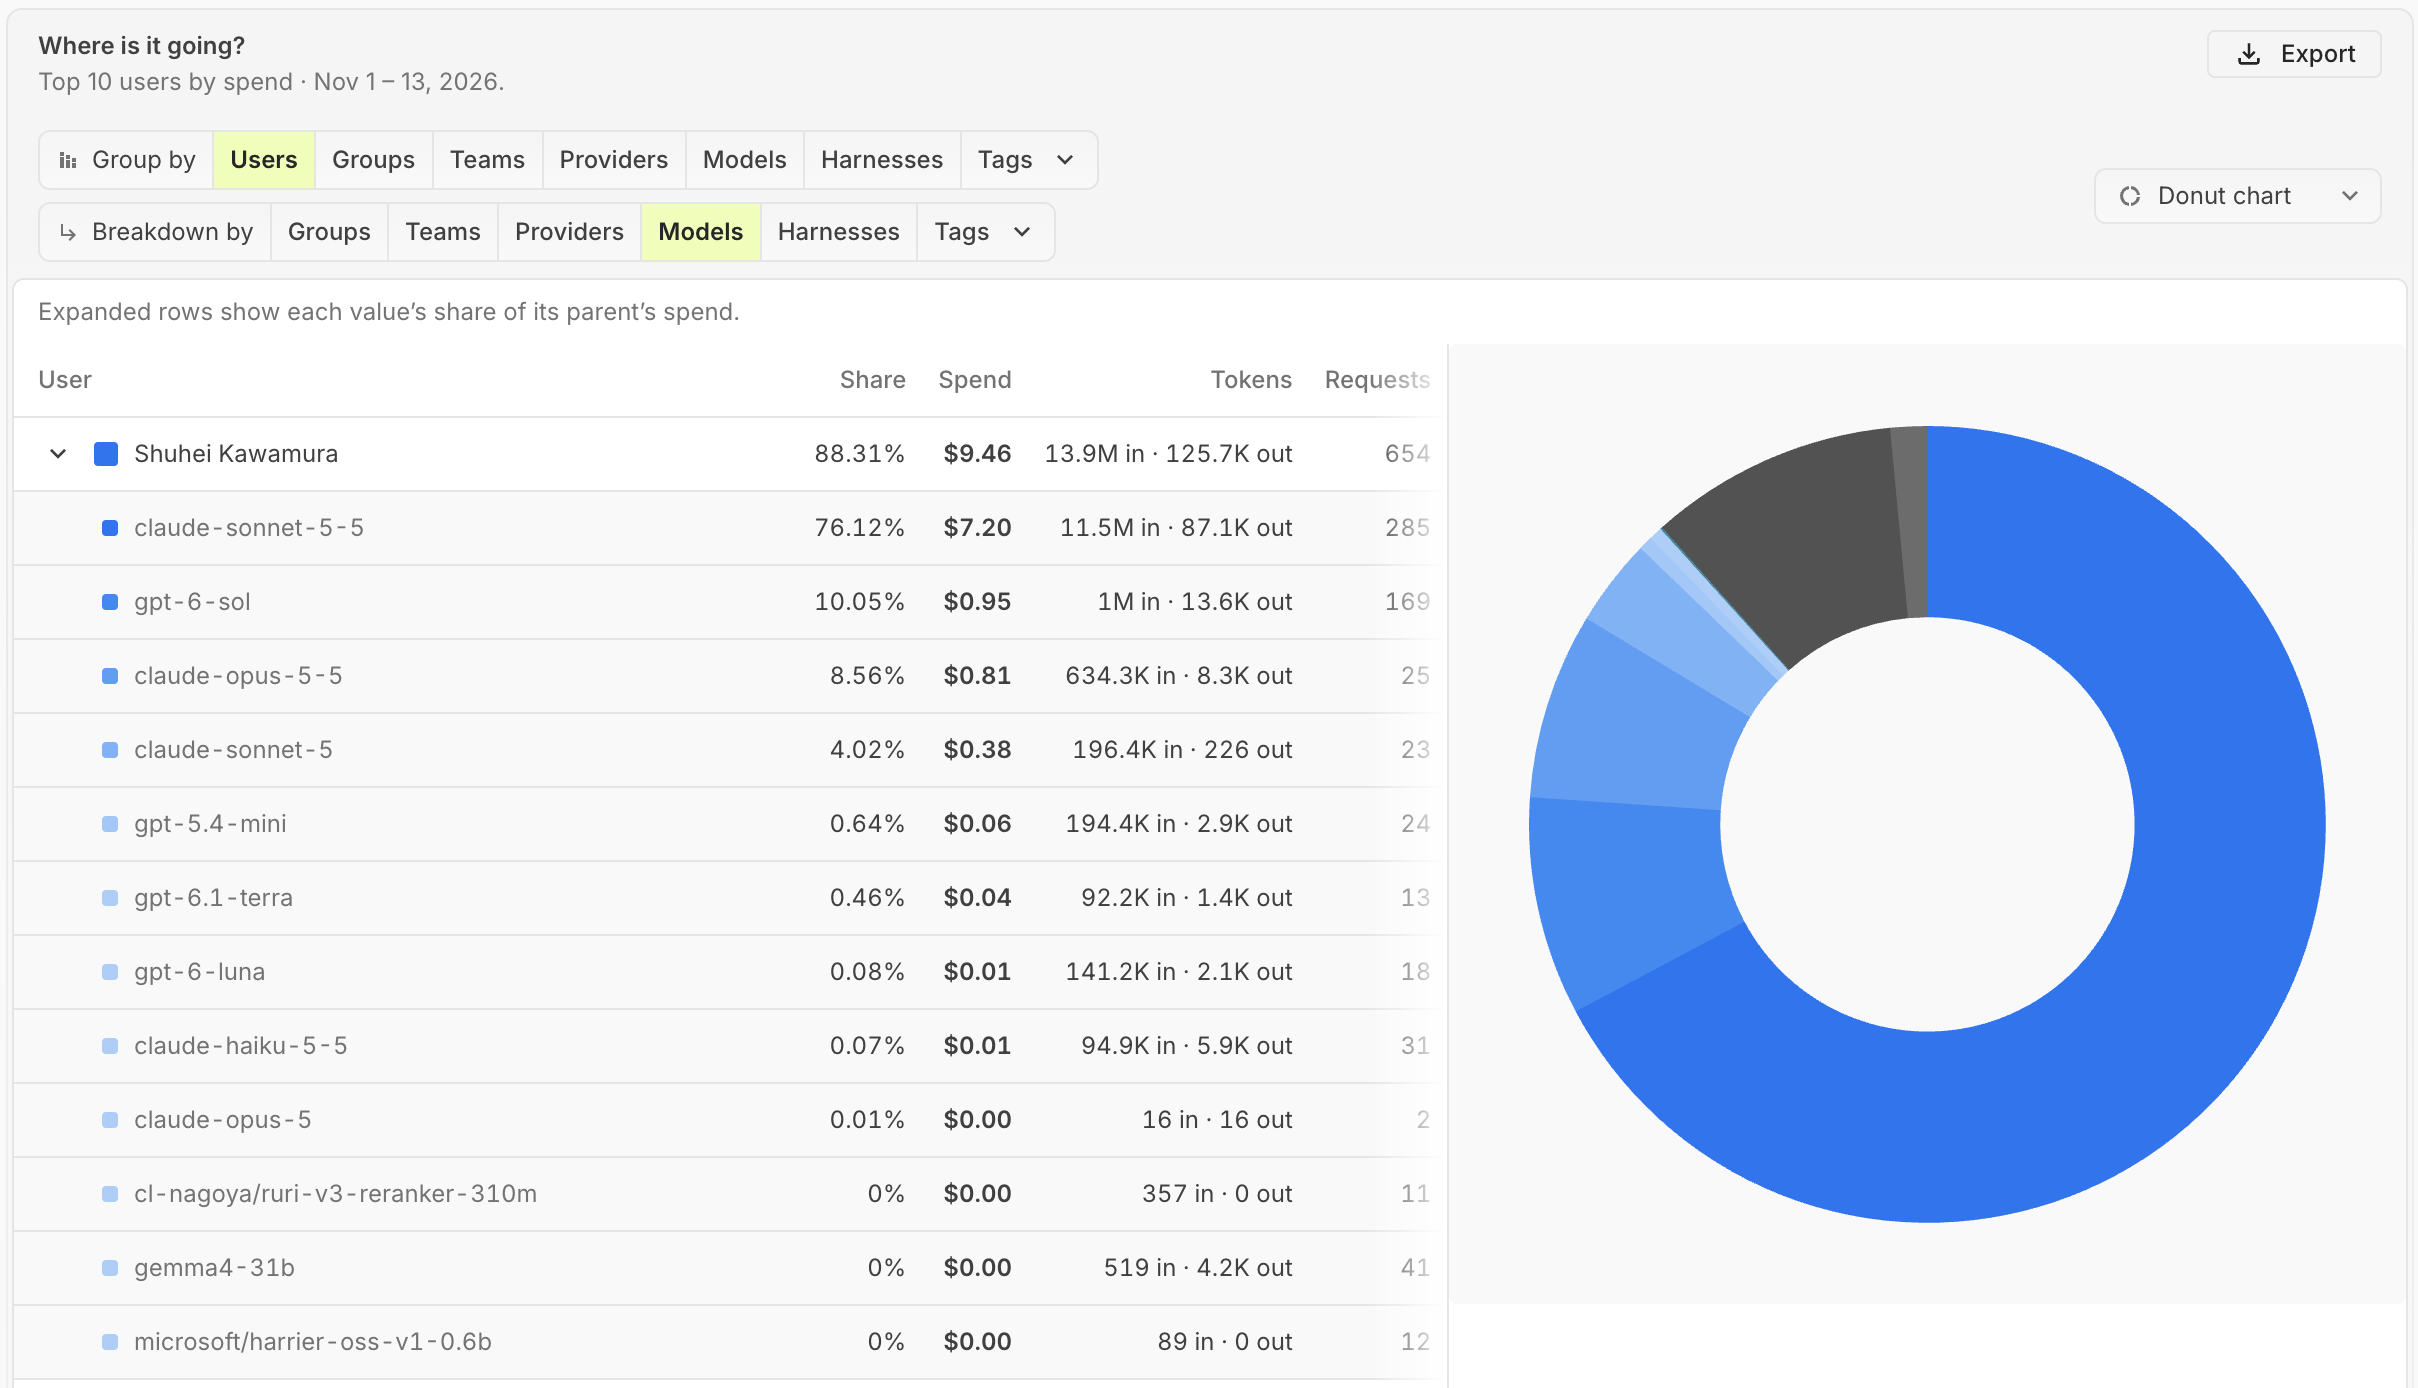 Where is it going?
Top 10 users by spend · Nov 1 – 13, 2026.
Export
Group by Users Groups Teams Providers Models Harnesses Tags
Breakdown by Groups Teams Providers Models Harnesses Tags
Donut chart
Expanded rows show each value’s share of its parent’s spend.
User Share Spend Tokens Requests
Shuhei Kawamura 88.31% $9.46 13.9M in · 125.7K out 654
claude-sonnet-5-5 76.12% $7.20 11.5M in · 87.1K out 285
gpt-6-sol 10.05% $0.95 1M in · 13.6K out 169
claude-opus-5-5 8.56% $0.81 634.3K in · 8.3K out 25
claude-sonnet-5 4.02% $0.38 196.4K in · 226 out 23
gpt-5.4-mini 0.64% $0.06 194.4K in · 2.9K out 24
gpt-6.1-terra 0.46% $0.04 92.2K in · 1.4K out 13
gpt-6-luna 0.08% $0.01 141.2K in · 2.1K out 18
claude-haiku-5-5 0.07% $0.01 94.9K in · 5.9K out 31
claude-opus-5 0.01% $0.00 16 in · 16 out 2
cl-nagoya/ruri-v3-reranker-310m 0% $0.00 357 in · 0 out 11
gemma4-31b 0% $0.00 519 in · 4.2K out 41
microsoft/harrier-oss-v1-0.6b 0% $0.00 89 in · 0 out 12